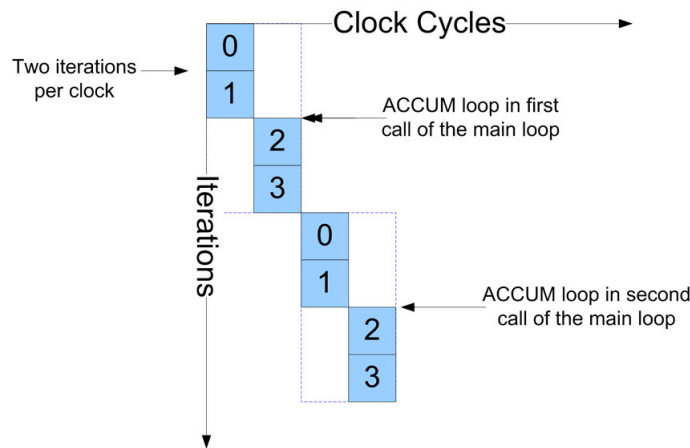 Clock Cycles
0
Two iterations
per clock
1
ACCUM loop in first
call of the main loop
2
3
Iterations
0
1
ACCUM loop in second
call of the main loop
2
3